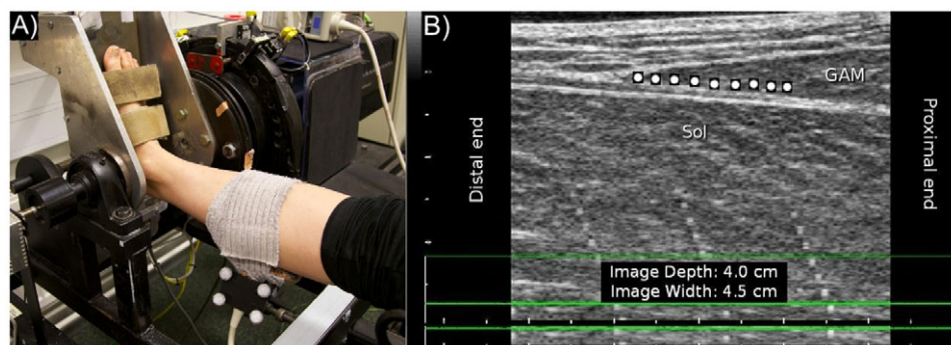 A)
B)
GAM
Sol
Distal end
Proximal end
Image Depth: 4.0 cm
Image Width: 4.5 cm